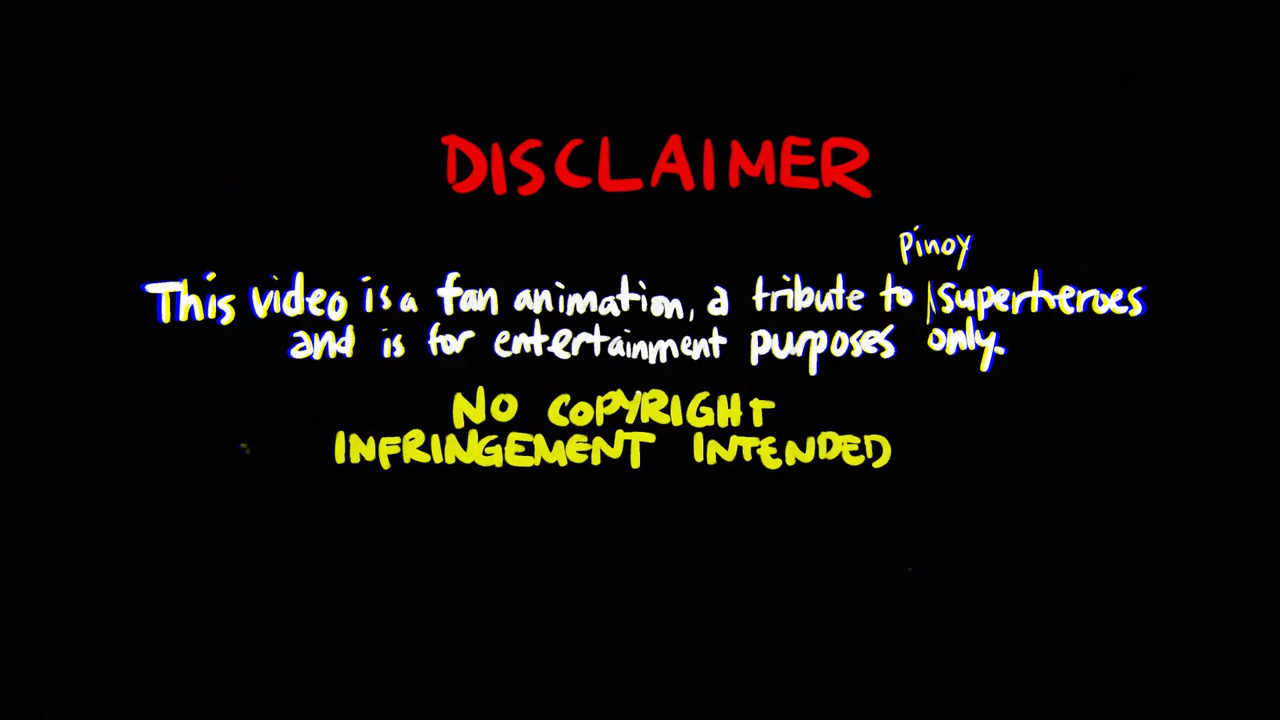 DISCLAIMER
pinoy
This video is a fan animation, a tribute to /\superheroes
and is for entertainment purposes only.
NO COPYRIGHT
INFRINGEMENT INTENDED